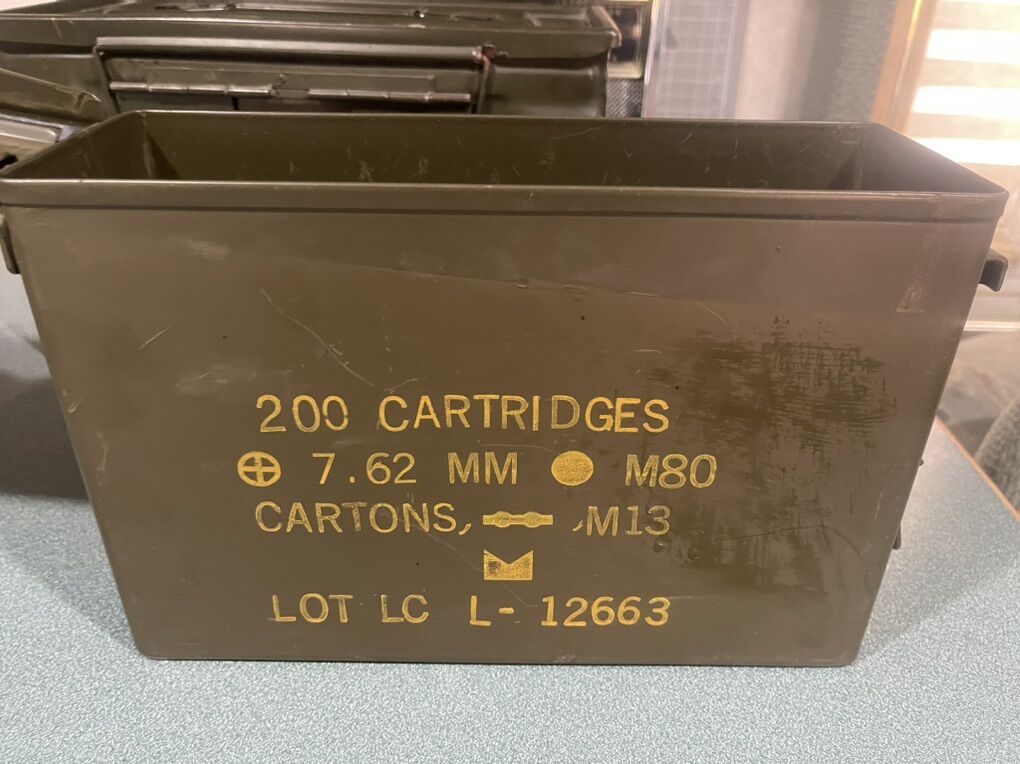 200 CARTRIDGES
7.62 MM M80
CARTONS, ,M13
LOT LC L- 12663